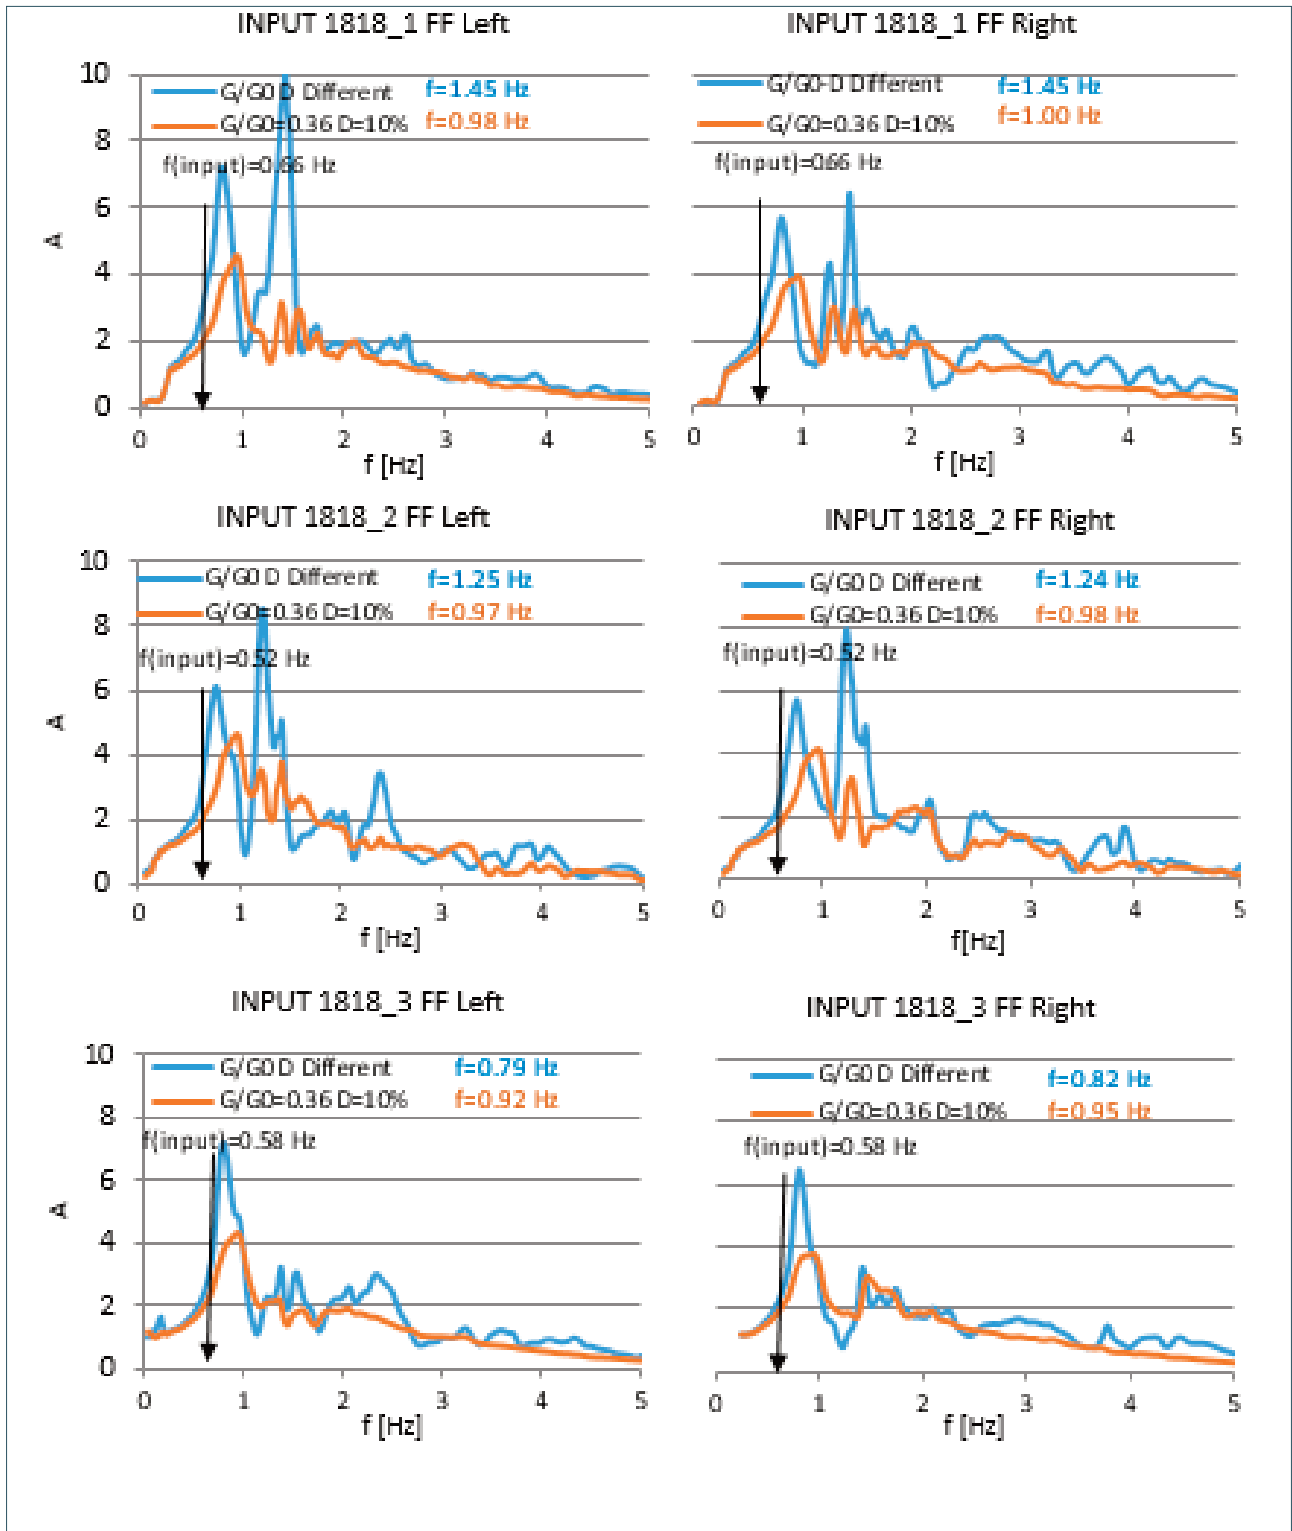 INPUT 1818_1 FF Left
10
8
6
4
2
0
A
G/G0 D Different f=1.45 Hz
G/G0=0.36 D=10% f=0.98 Hz
f(input)=0.66 Hz
0 1 2 3 4 5
f [Hz]
INPUT 1818_1 FF Right
G/G0-D Different f=1.45 Hz
G/G0=0.36 D=10% f=1.00 Hz
f(input)=066 Hz
0 1 2 3 4 5
f [Hz]
INPUT 1818_2 FF Left
10
8
6
4
2
0
A
G/G0 D Different f=1.25 Hz
G/G0=0.36 D=10% f=0.97 Hz
f(input)=0.52 Hz
0 1 2 3 4 5
f [Hz]
INPUT 1818_2 FF Right
G/G0 D Different f=1.24 Hz
G/G0=0.36 D=10% f=0.98 Hz
f(input)=0.52 Hz
0 1 2 3 4 5
f[Hz]
INPUT 1818_3 FF Left
10
8
6
4
2
0
A
G/G0 D Different f=0.79 Hz
G/G0=0.36 D=10% f=0.92 Hz
f(input)=0.58 Hz
0 1 2 3 4 5
f [Hz]
INPUT 1818_3 FF Right
G/G0 D Different f=0.82 Hz
G/G0=0.36 D=10% f=0.95 Hz
f(input)=0.58 Hz
0 1 2 3 4 5
f [Hz]